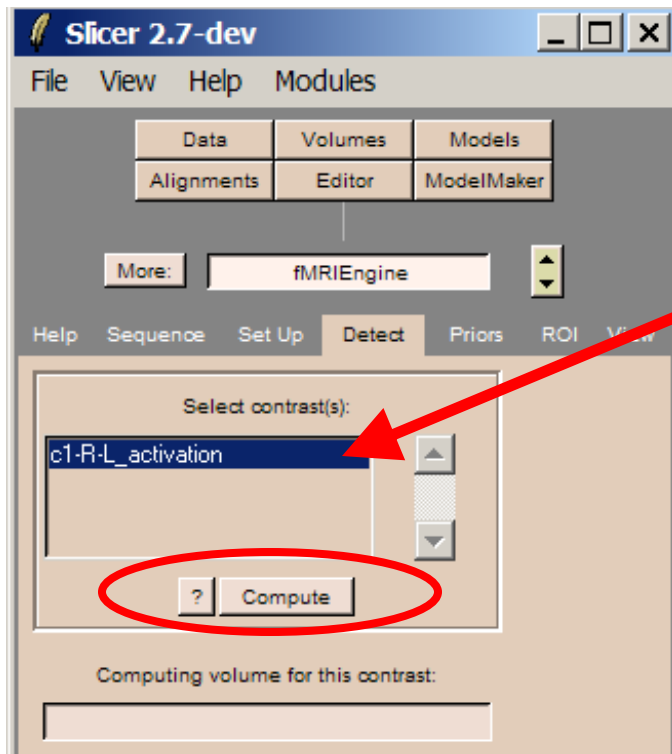 Slicer 2.7-dev
File View Help Modules
Data Volumes Models
Alignments Editor ModelMaker
More: fMRIEngine
Help Sequence Set Up Detect Priors ROI View
Select contrast(s):
c1-R-L_activation
? Compute
Computing volume for this contrast: